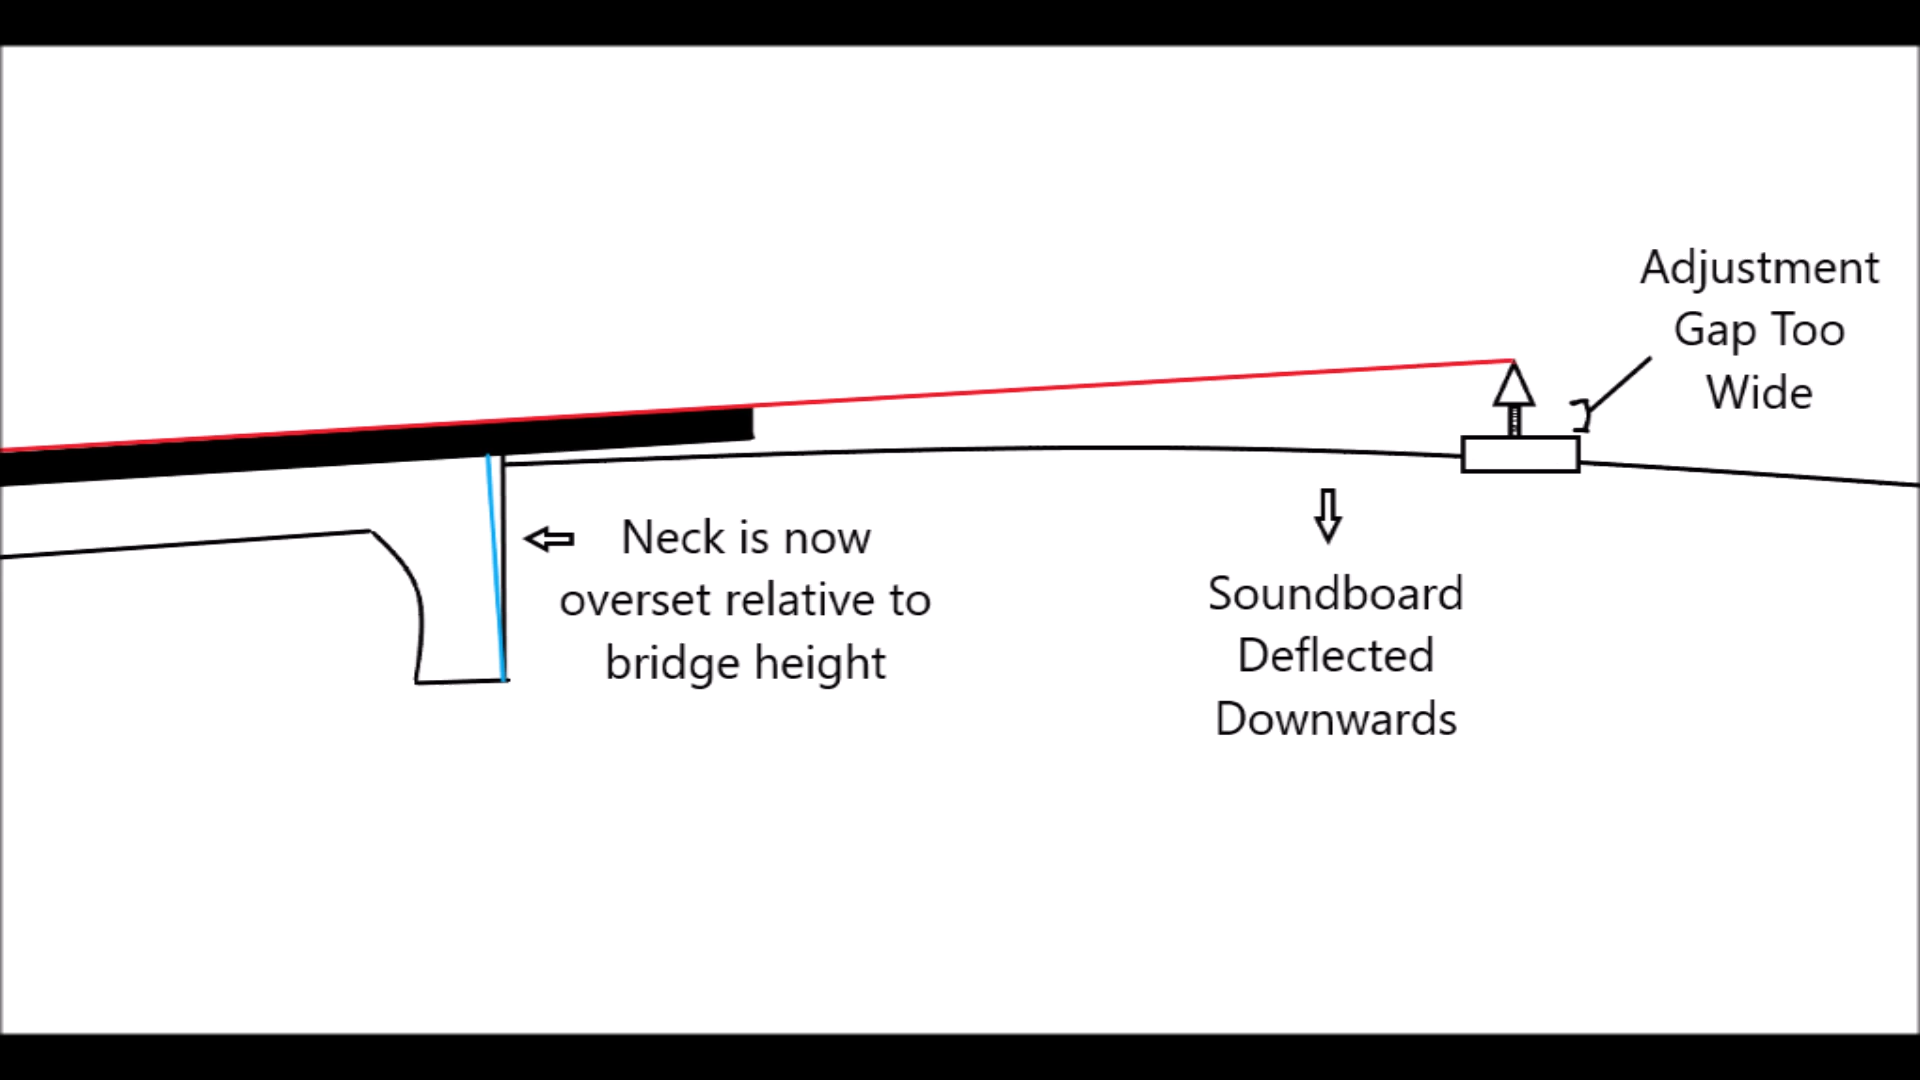 Adjustment
Gap Too
Wide
Neck is now
overset relative to
bridge height
Soundboard
Deflected
Downwards